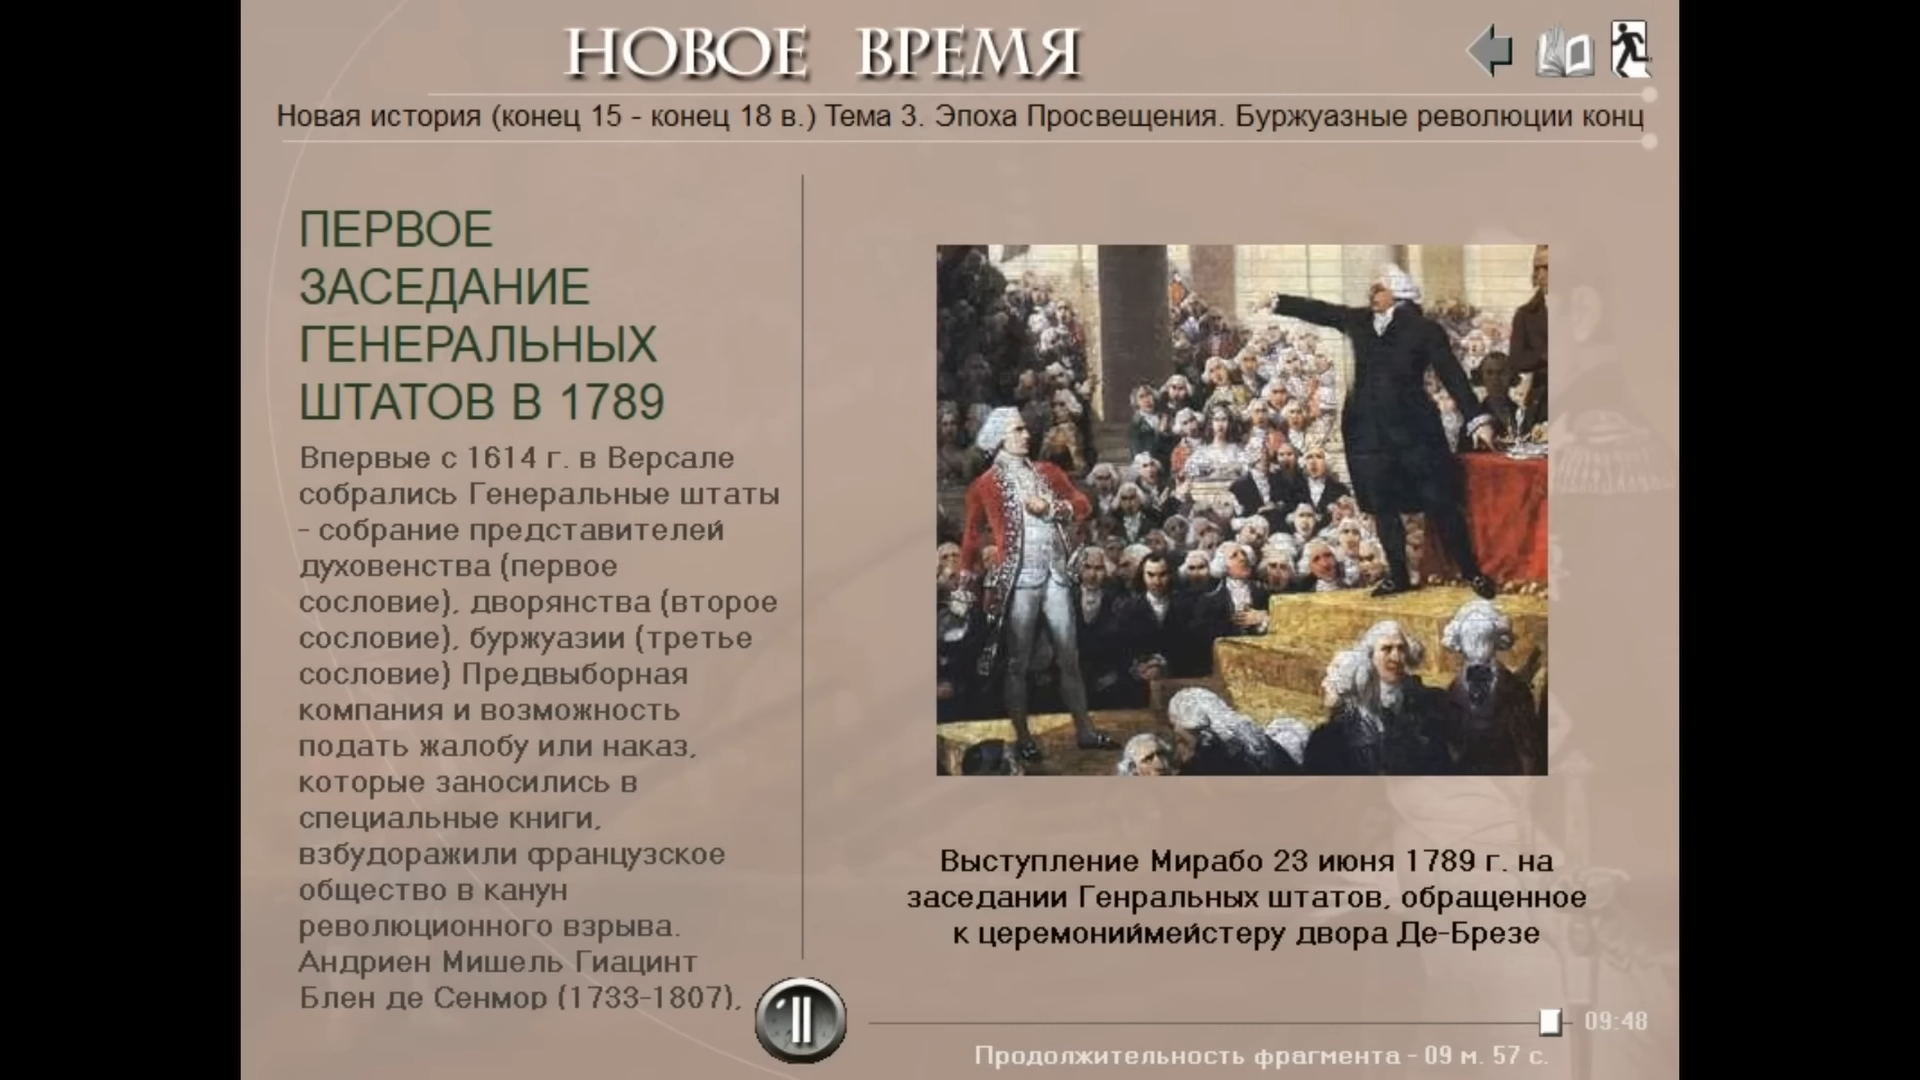 НОВОЕ ВРЕМЯ
Новая история (конец 15 - конец 18 в.) Тема 3. Эпоха Просвещения. Буржуазные революции конц
ПЕРВОЕ
ЗАСЕДАНИЕ
ГЕНЕРАЛЬНЫХ
ШТАТОВ В 1789
Впервые с 1614 г. в Версале
собрались Генеральные штаты
- собрание представителей
духовенства (первое
сословие), дворянства (второе
сословие), буржуазии (третье
сословие) Предвыборная
компания и возможность
подать жалобу или наказ,
которые заносились в
специальные книги,
взбудоражили французское
общество в канун
революционного взрыва.
Андриен Мишель Гиацинт
Блен де Сенмор (1733-1807),
Выступление Мирабо 23 июня 1789 г. на
заседании Генральных штатов, обращенное
к церемониймейстеру двора Де-Брезе
09:48
Продолжительность фрагмента - 09 м. 57 с.